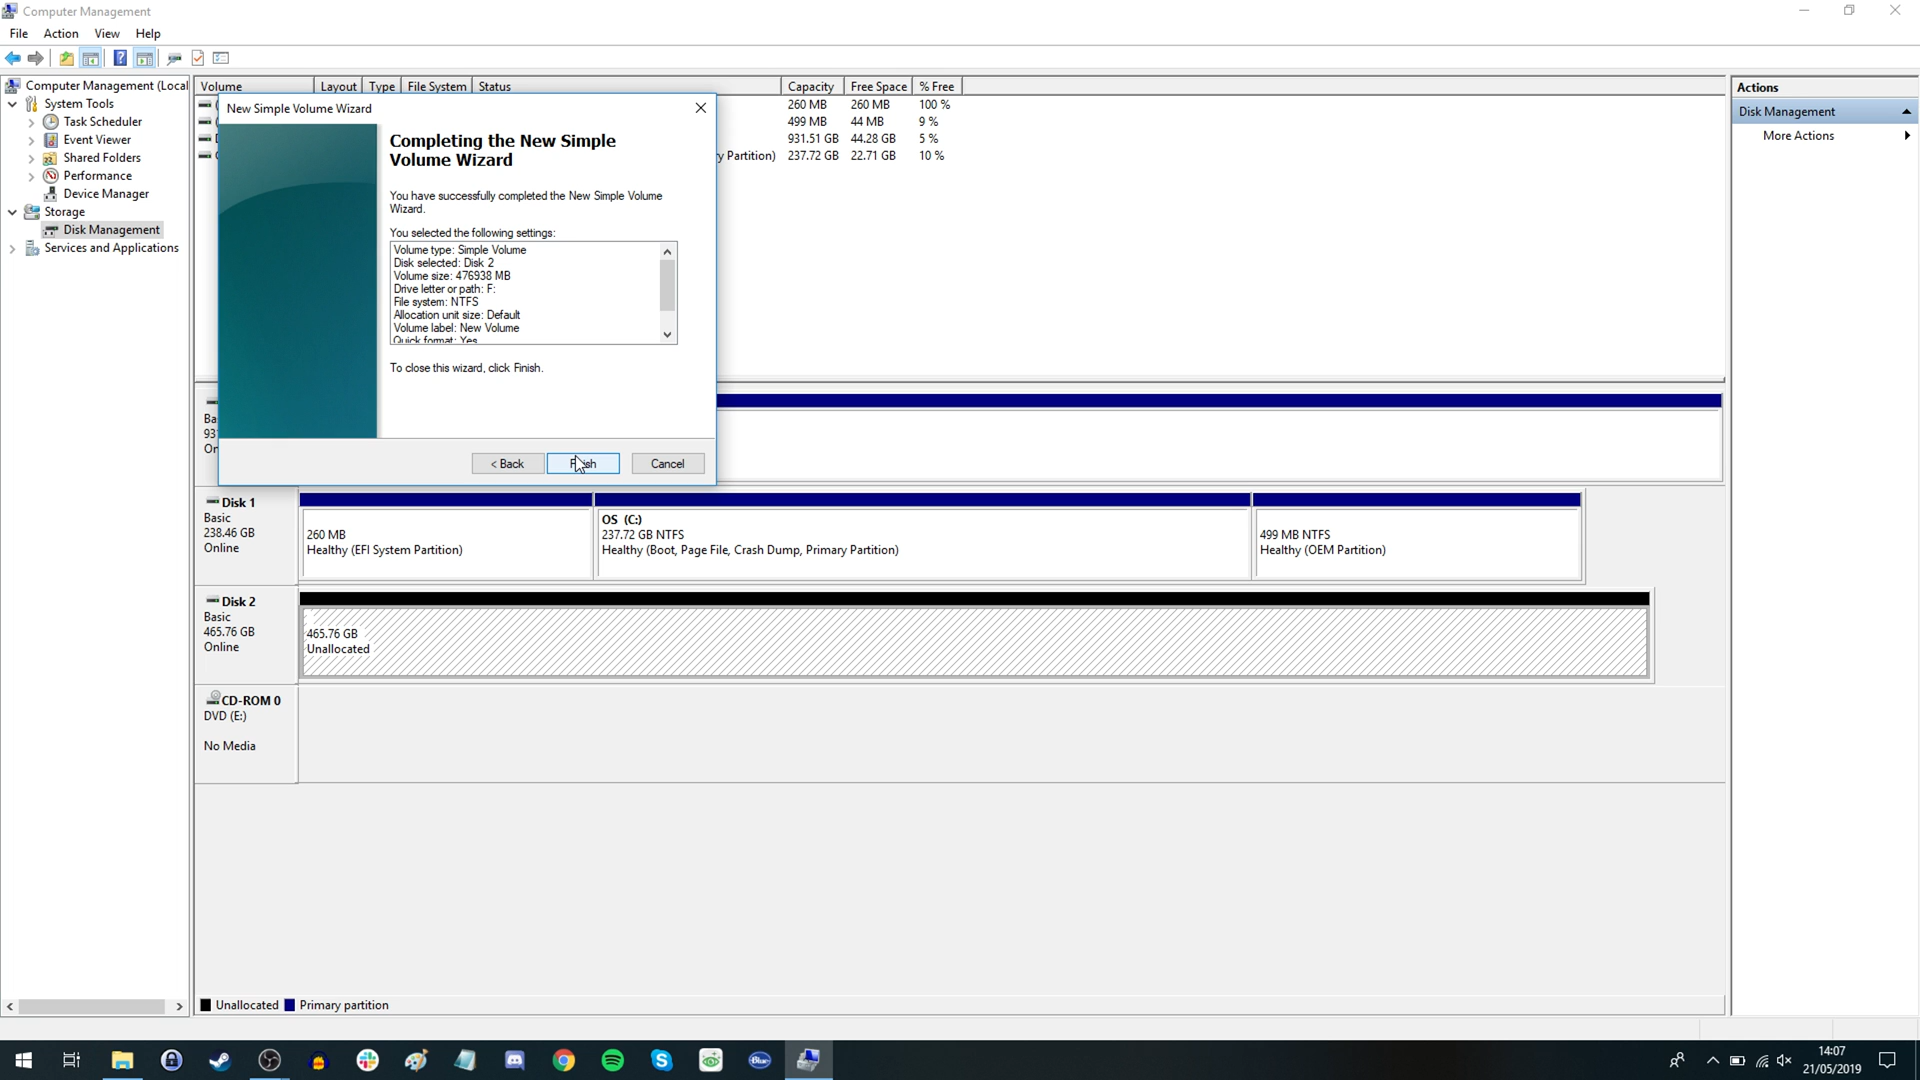 Computer Management
File Action View Help
Computer Management (Local
System Tools
Task Scheduler
Event Viewer
Shared Folders
Performance
Device Manager
Storage
Disk Management
Services and Applications
Volume Layout Type File System Status Capacity Free Space % Free
260 MB 260 MB 100 %
499 MB 44 MB 9 %
931.51 GB 44.28 GB 5 %
y Partition) 237.72 GB 22.71 GB 10 %
New Simple Volume Wizard
Completing the New Simple
Volume Wizard
You have successfully completed the New Simple Volume
Wizard.
You selected the following settings:
Volume type: Simple Volume
Disk selected: Disk 2
Volume size: 476938 MB
Drive letter or path: F:
File system: NTFS
Allocation unit size: Default
Volume label: New Volume
Quick format: Yes
To close this wizard, click Finish.
< Back Finish Cancel
Ba
931
On
Disk 1
Basic
238.46 GB
Online
260 MB
Healthy (EFI System Partition)
OS (C:)
237.72 GB NTFS
Healthy (Boot, Page File, Crash Dump, Primary Partition)
499 MB NTFS
Healthy (OEM Partition)
Disk 2
Basic
465.76 GB
Online
465.76 GB
Unallocated
CD-ROM 0
DVD (E:)
No Media
Unallocated Primary partition
Actions
Disk Management
More Actions
Blue
14:07
21/05/2019